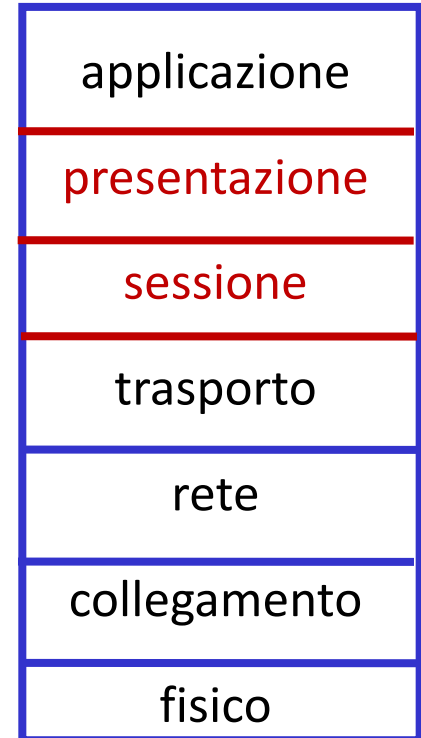 applicazione
presentazione
sessione
trasporto
rete
collegamento
fisico